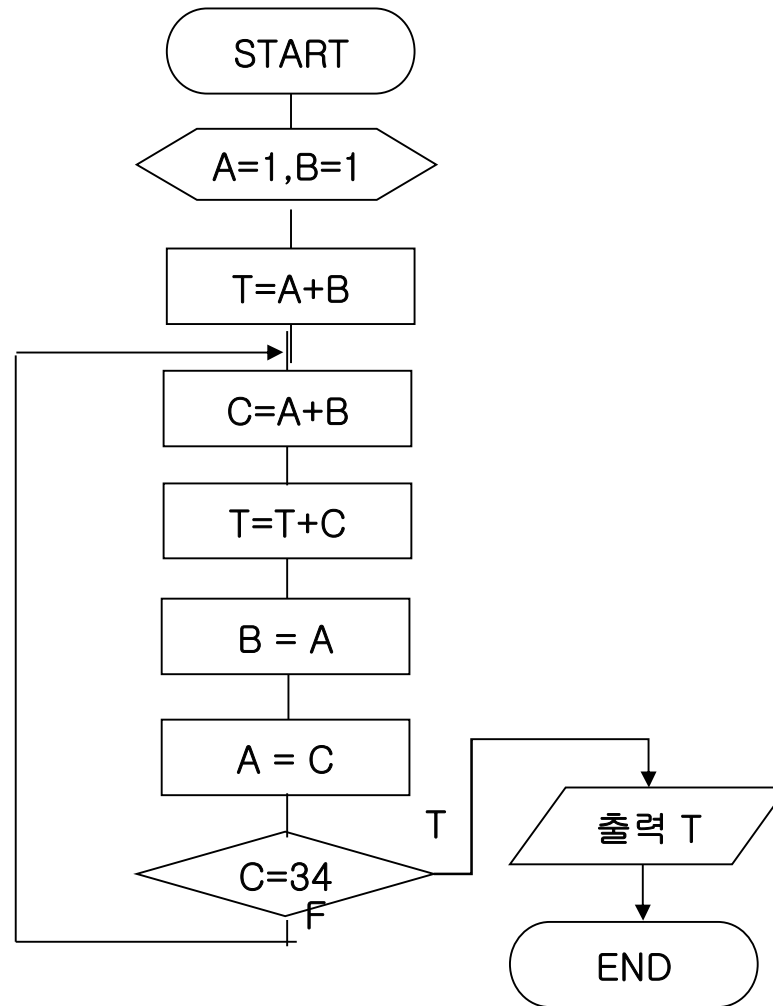 START
A=1,B=1
T=A+B
C=A+B
T=T+C
B = A
A = C
T
출력 T
C=34
F
END